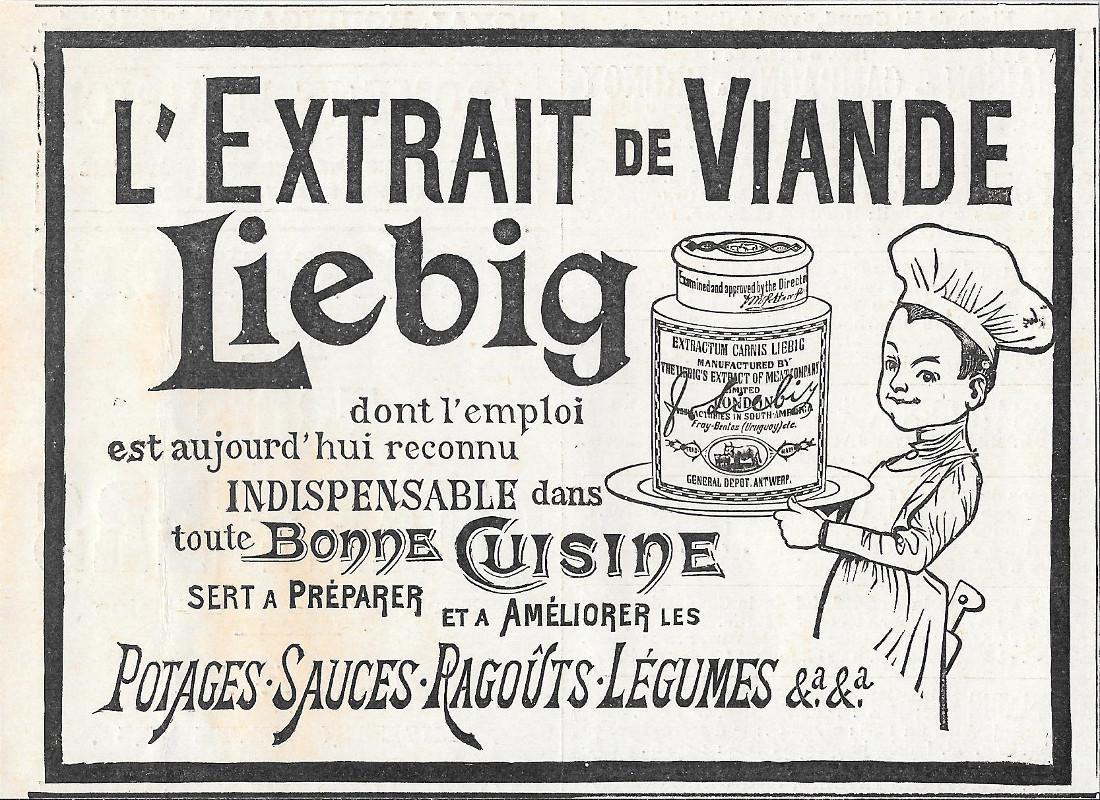 L'EXTRAIT DE VIANDE
Liebig
dont l'emploi
est aujourd'hui reconnu
INDISPENSABLE dans
toute BONNE CUISINE
SERT A PRÉPARER
ET A AMÉLIORER LES
POTAGES·SAUCES·RAGOÛTS·LÉGUMES &.a &.a
Examined and approved by the Director
EXTRACTUM CARNIS LIEBIG
MANUFACTURED BY
THE LIEBIG'S EXTRACT OF MEAT COMPANY
LIMITED
LONDON
IN SOUTH-AMERICA
Fray-Bentos (Uruguay) etc.
GENERAL DEPOT. ANTWERP.